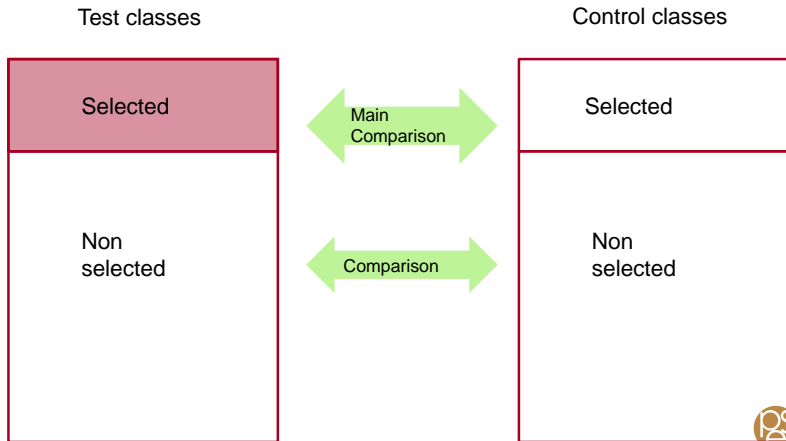 Test classes
Control classes
Selected
Main
Comparison
Selected
Non
selected
Comparison
Non
selected